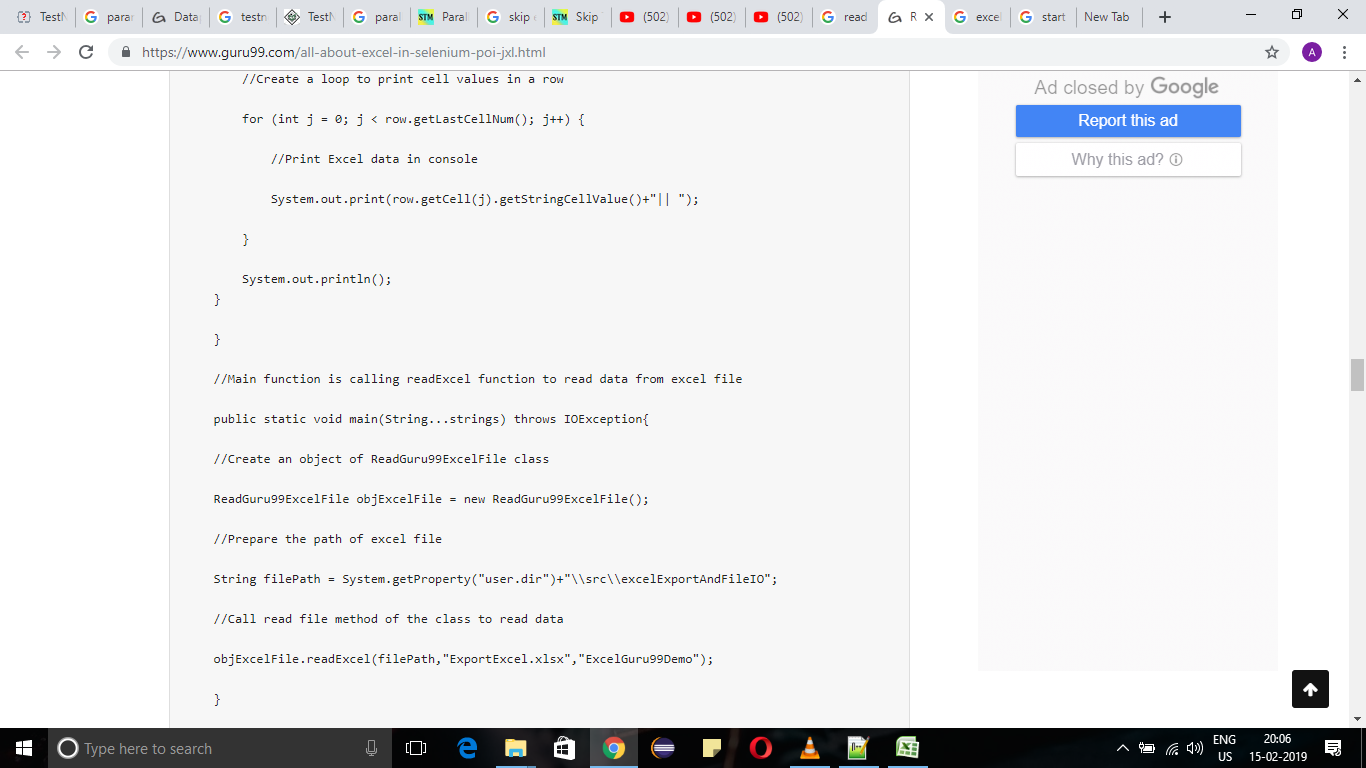 TestN
parar
Data
testn
TestN
paral
STM Parall
skip
STM Skip
(502)
(502)
(502)
read
R
excel
start
New Tab
https://www.guru99.com/all-about-excel-in-selenium-poi-jxl.html
A
//Create a loop to print cell values in a row
for (int j = 0; j < row.getLastCellNum(); j++) {
//Print Excel data in console
System.out.print(row.getCell(j).getStringCellValue()+"|| ");
}
System.out.println();
}
}
//Main function is calling readExcel function to read data from excel file
public static void main(String...strings) throws IOException{
//Create an object of ReadGuru99ExcelFile class
ReadGuru99ExcelFile objExcelFile = new ReadGuru99ExcelFile();
//Prepare the path of excel file
String filePath = System.getProperty("user.dir")+"\\src\\excelExportAndFileIO";
//Call read file method of the class to read data
objExcelFile.readExcel(filePath,"ExportExcel.xlsx","ExcelGuru99Demo");
}
Ad closed by Google
Report this ad
Why this ad?
Type here to search
ENG
US
20:06
15-02-2019